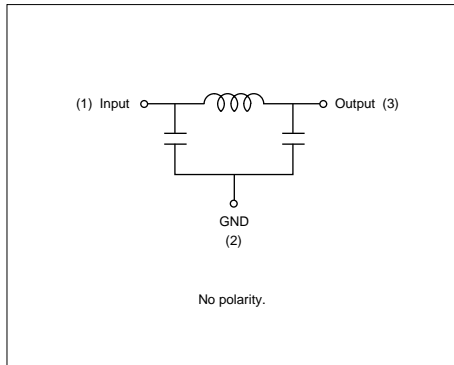 (1) Input Output (3)
GND
(2)
No polarity.